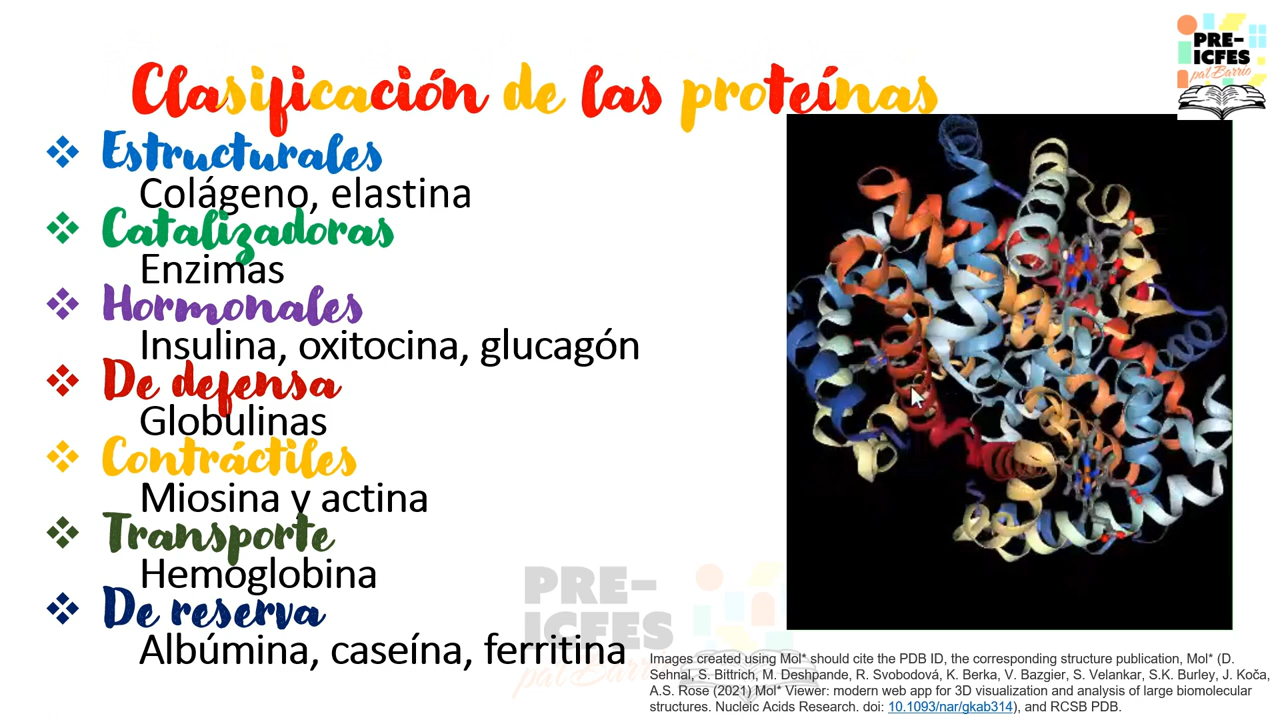 PRE-
ICFES
pal Barrio
Clasificación de las proteínas
Estructurales
Colágeno, elastina
Catalizadoras
Enzimas
Hormonales
Insulina, oxitocina, glucagón
De defensa
Globulinas
Contráctiles
Miosina y actina
Transporte
Hemoglobina
De reserva
Albúmina, caseína, ferritina
PRE-
ICFES
pal Barrio
Images created using Mol* should cite the PDB ID, the corresponding structure publication, Mol* (D.
Sehnal, S. Bittrich, M. Deshpande, R. Svobodová, K. Berka, V. Bazgier, S. Velankar, S.K. Burley, J. Koča,
A.S. Rose (2021) Mol* Viewer: modern web app for 3D visualization and analysis of large biomolecular
structures. Nucleic Acids Research. doi: 10.1093/nar/gkab314), and RCSB PDB.